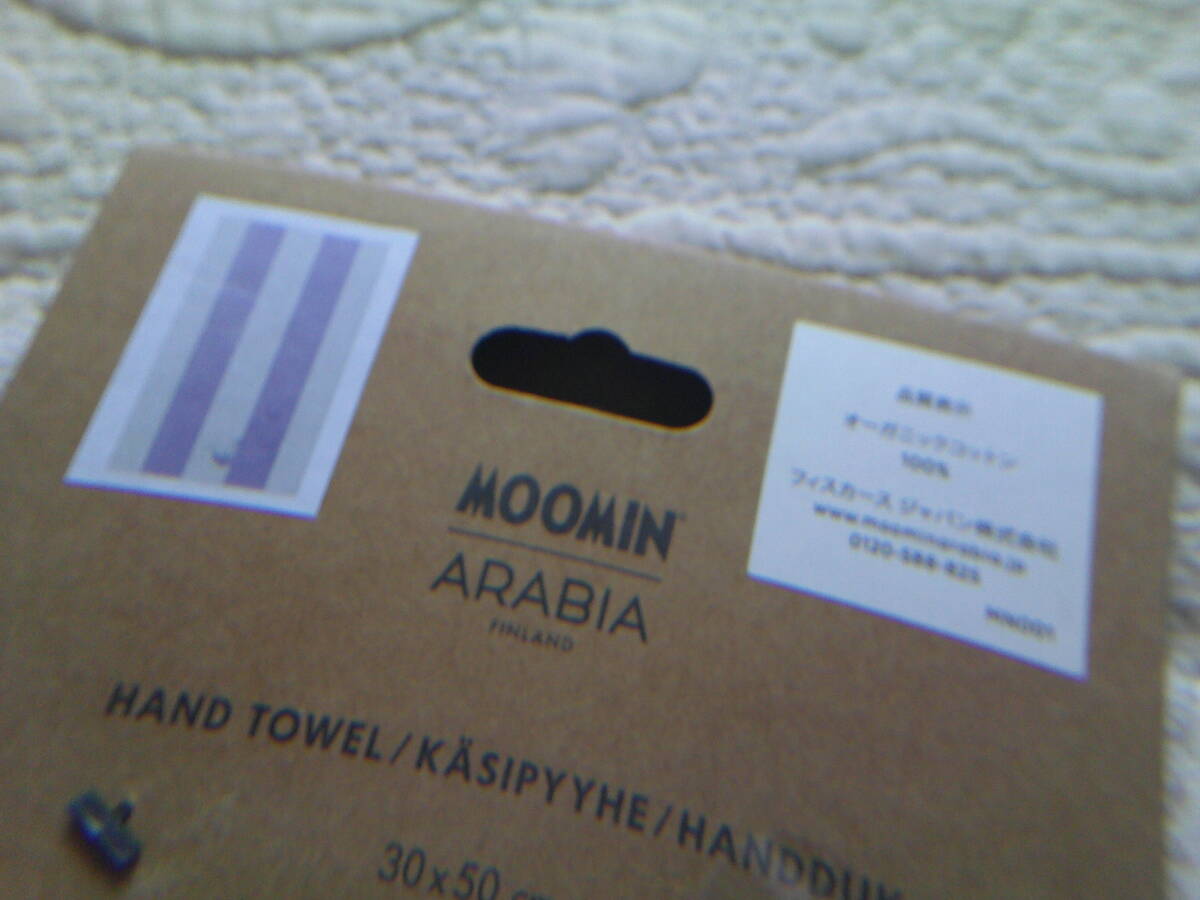 MOOMIN
ARABIA
FINLAND
品質表示
オーガニックコットン
100%
フィスカース ジャパン株式会社
www.moominarabia.jp
0120-588-825
HAND TOWEL/KÄSIPYYHE/HANDDUK
30x50 cm